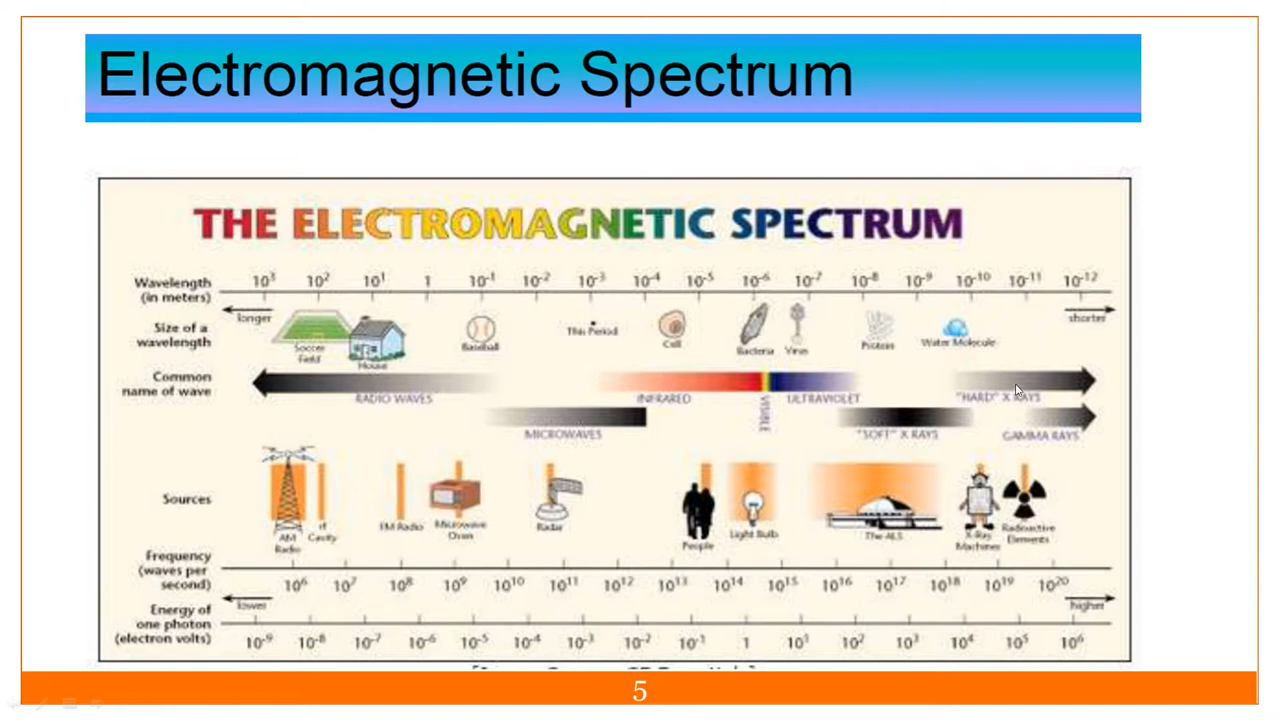 Electromagnetic Spectrum
THE ELECTROMAGNETIC SPECTRUM
Wavelength
(in meters)
10³ 10² 10¹ 1 10⁻¹ 10⁻² 10⁻³ 10⁻⁴ 10⁻⁵ 10⁻⁶ 10⁻⁷ 10⁻⁸ 10⁻⁹ 10⁻¹⁰ 10⁻¹¹ 10⁻¹²
longer
shorter
Size of a
wavelength
Soccer
Field
House
Baseball
This Period
Cell
Bacteria
Virus
Protein
Water Molecule
Common
name of wave
RADIO WAVES
INFRARED
VISIBLE
ULTRAVIOLET
"HARD" X RAYS
MICROWAVES
"SOFT" X RAYS
GAMMA RAYS
Sources
AM
Radio
rf
Cavity
FM Radio
Microwave
Oven
Radar
People
Light Bulb
The ALS
X-Ray
Machines
Radioactive
Elements
Frequency
(waves per
second)
10⁶ 10⁷ 10⁸ 10⁹ 10¹⁰ 10¹¹ 10¹² 10¹³ 10¹⁴ 10¹⁵ 10¹⁶ 10¹⁷ 10¹⁸ 10¹⁹ 10²⁰
lower
higher
Energy of
one photon
(electron volts)
10⁻⁹ 10⁻⁸ 10⁻⁷ 10⁻⁶ 10⁻⁵ 10⁻⁴ 10⁻³ 10⁻² 10⁻¹ 1 10¹ 10² 10³ 10⁴ 10⁵ 10⁶
5